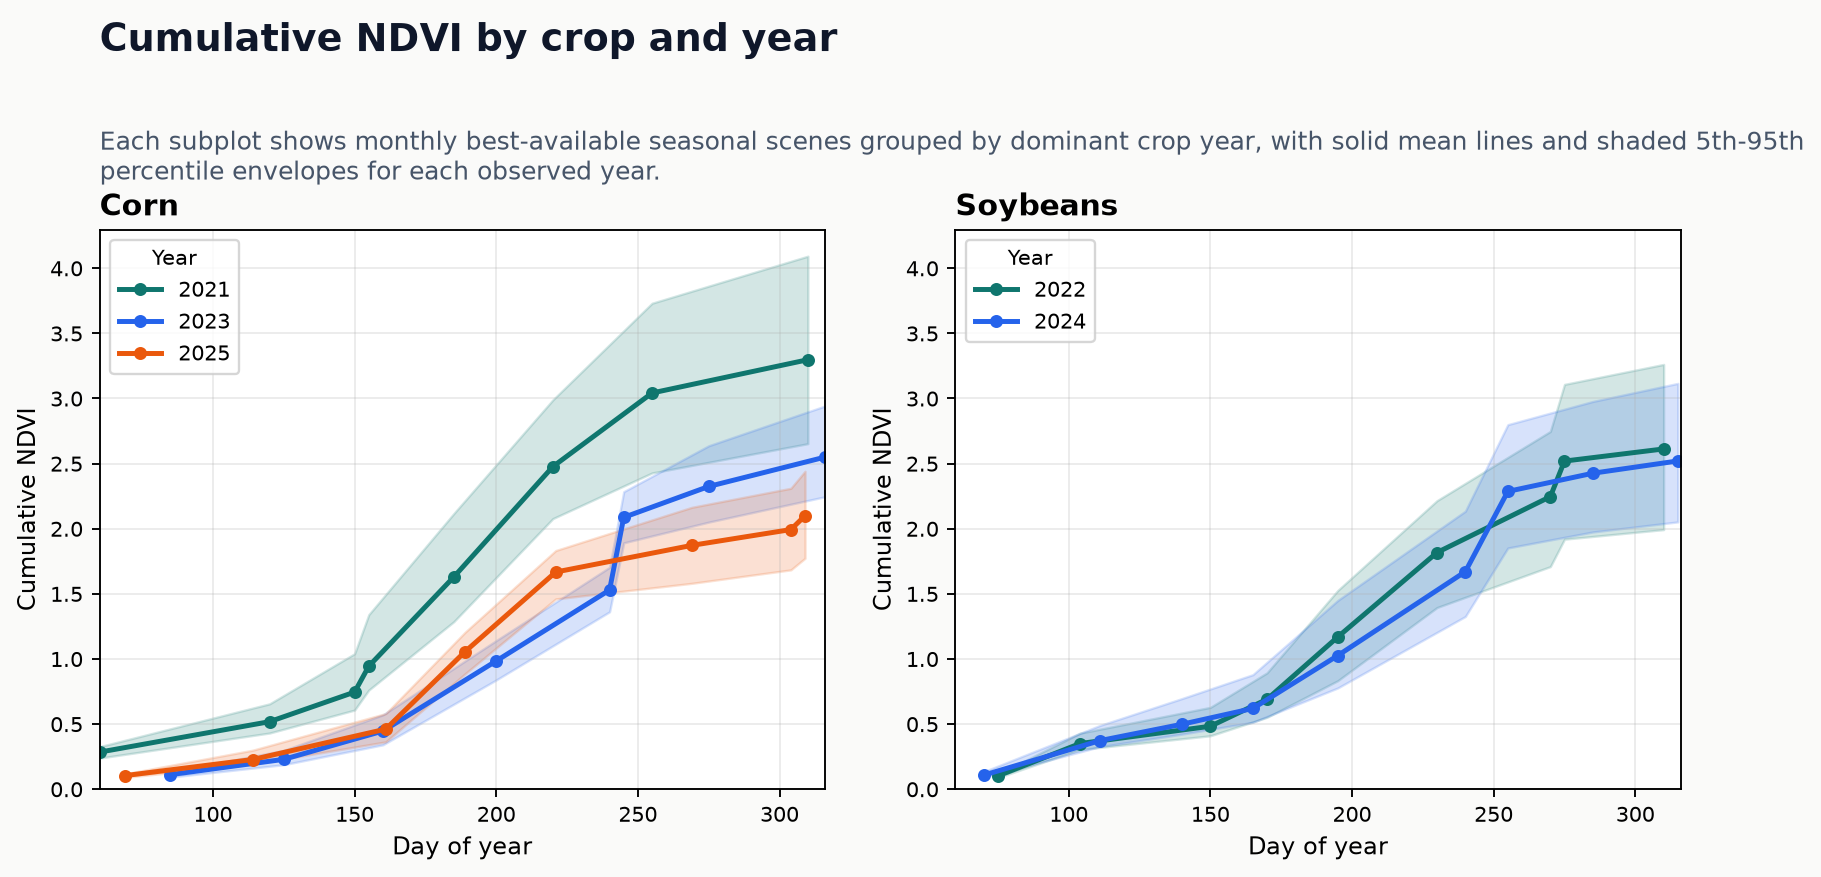 Cumulative NDVI by crop and year
Each subplot shows monthly best-available seasonal scenes grouped by dominant crop year, with solid mean lines and shaded 5th-95th
percentile envelopes for each observed year.
Corn
Year
2021
2023
2025
4.0
3.5
3.0
2.5
2.0
1.5
1.0
0.5
0.0
Cumulative NDVI
100 150 200 250 300
Day of year
Soybeans
Year
2022
2024
4.0
3.5
3.0
2.5
2.0
1.5
1.0
0.5
0.0
Cumulative NDVI
100 150 200 250 300
Day of year